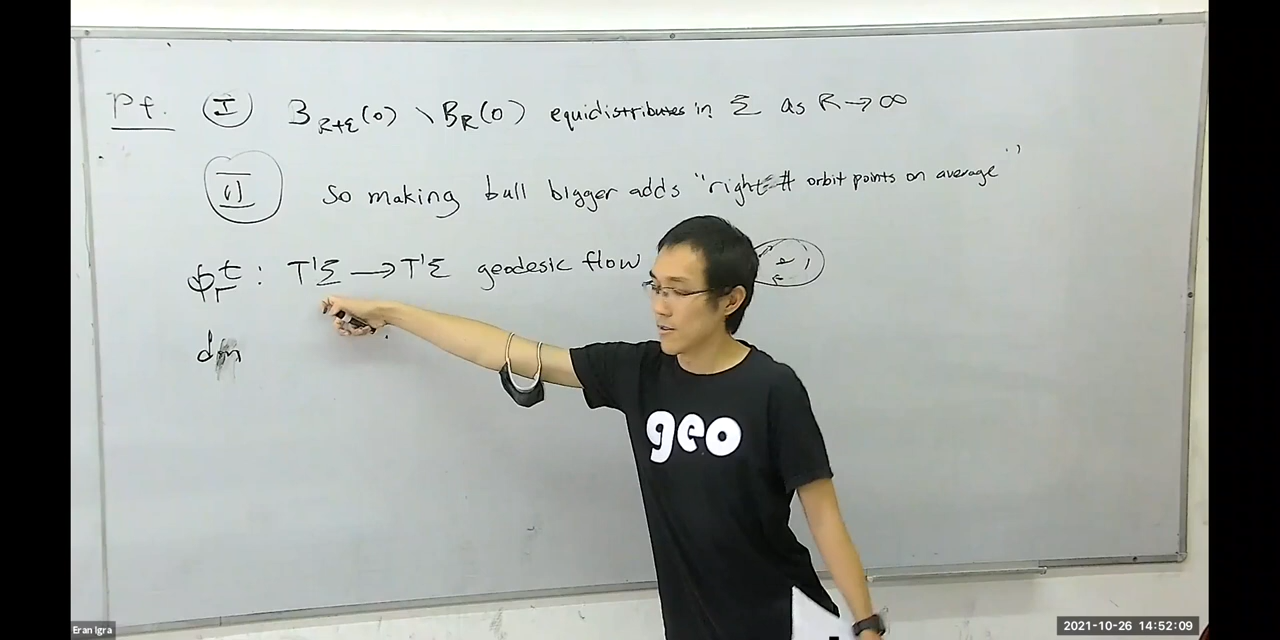 Pf. Ⓘ B_{R+ε}(0) \ B_R(0) equidistributes in Σ as R → ∞
II So making ball bigger adds "right # orbit points on average"
T¹Σ → T¹Σ geodesic flow
geo
Eran Igra
2021-10-26 14:52:09